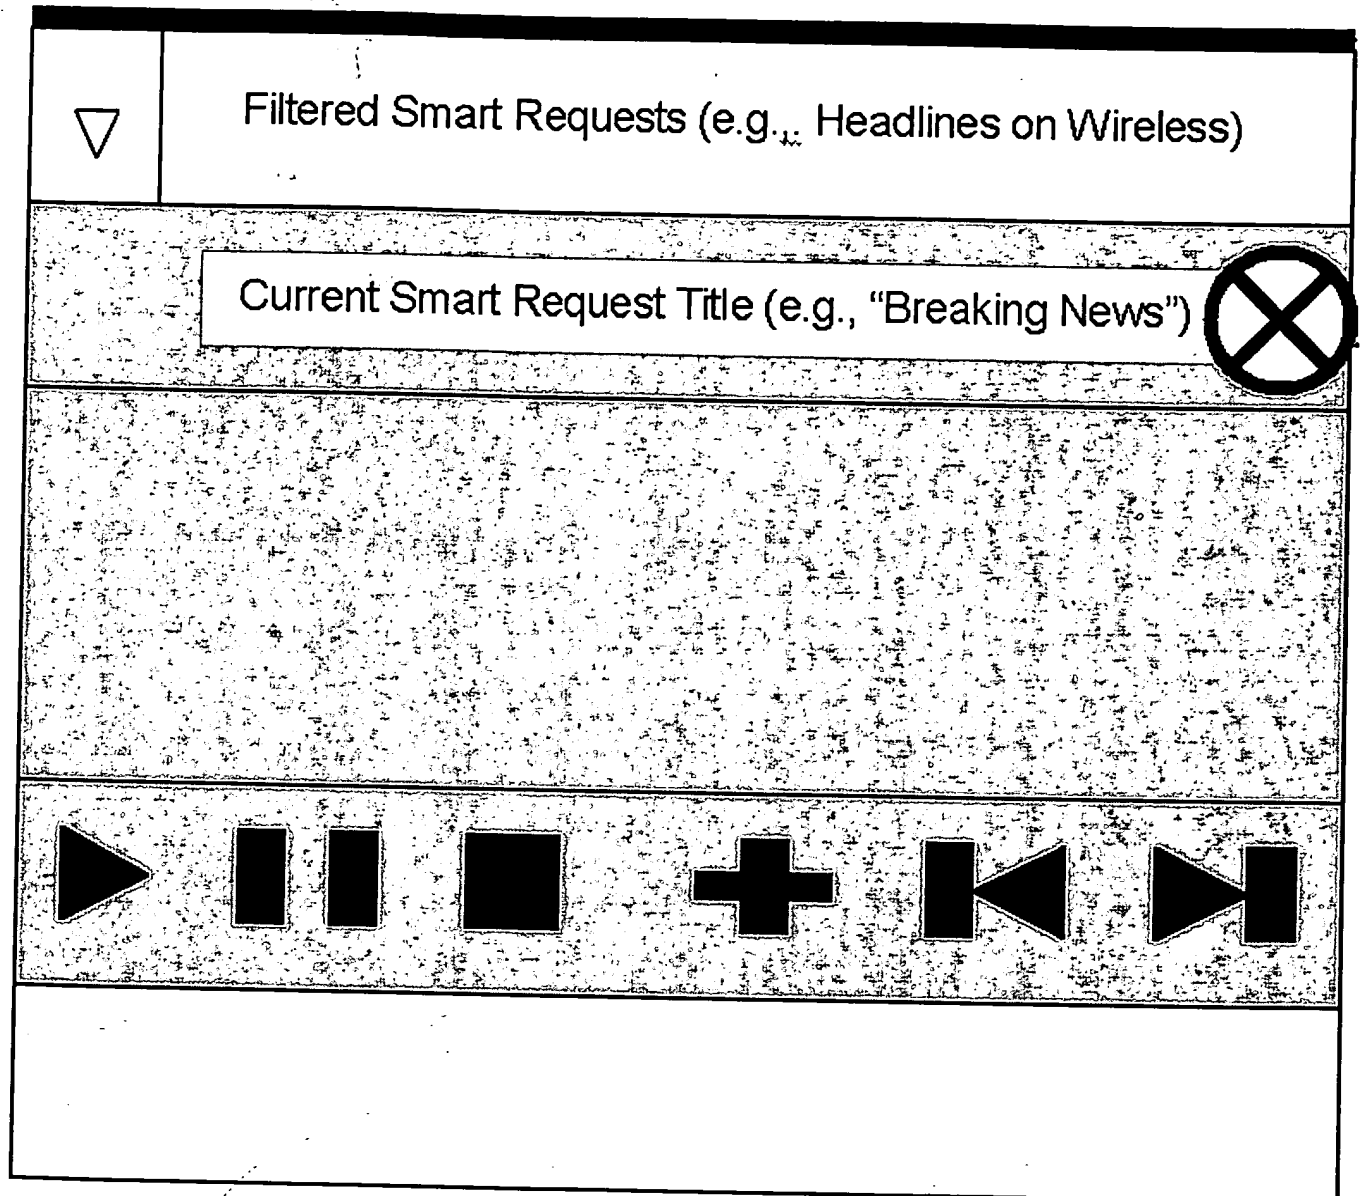 Filtered Smart Requests (e.g., Headlines on Wireless)
Current Smart Request Title (e.g., “Breaking News”)